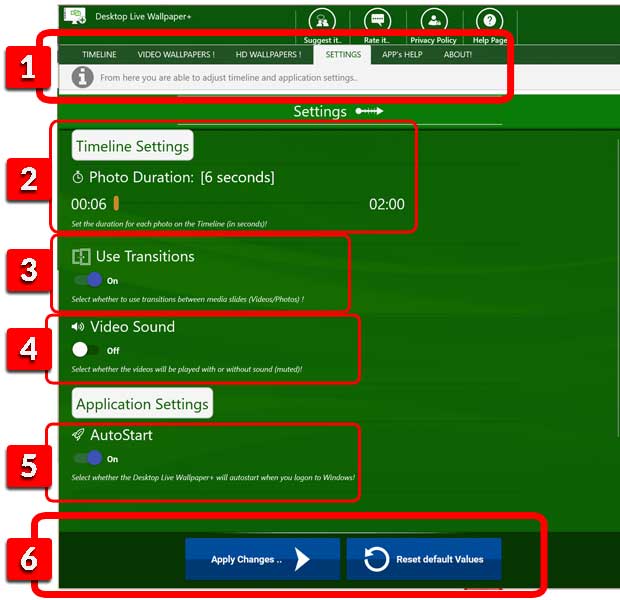 Desktop Live Wallpaper+
Suggest it.. Rate it.. Privacy Policy Help Page
1
TIMELINE VIDEO WALLPAPERS ! HD WALLPAPERS ! SETTINGS APP's HELP ABOUT!
From here you are able to adjust timeline and application settings..
Settings
2
Timeline Settings
Photo Duration: [6 seconds]
00:06 02:00
Set the duration for each photo on the Timeline (in seconds)!
3
Use Transitions
On
Select whether to use transitions between media slides (Videos/Photos) !
4
Video Sound
Off
Select whether the videos will be played with or without sound (muted)!
Application Settings
5
AutoStart
On
Select whether the Desktop Live Wallpaper+ will autostart when you logon to Windows!
6
Apply Changes .. Reset default Values